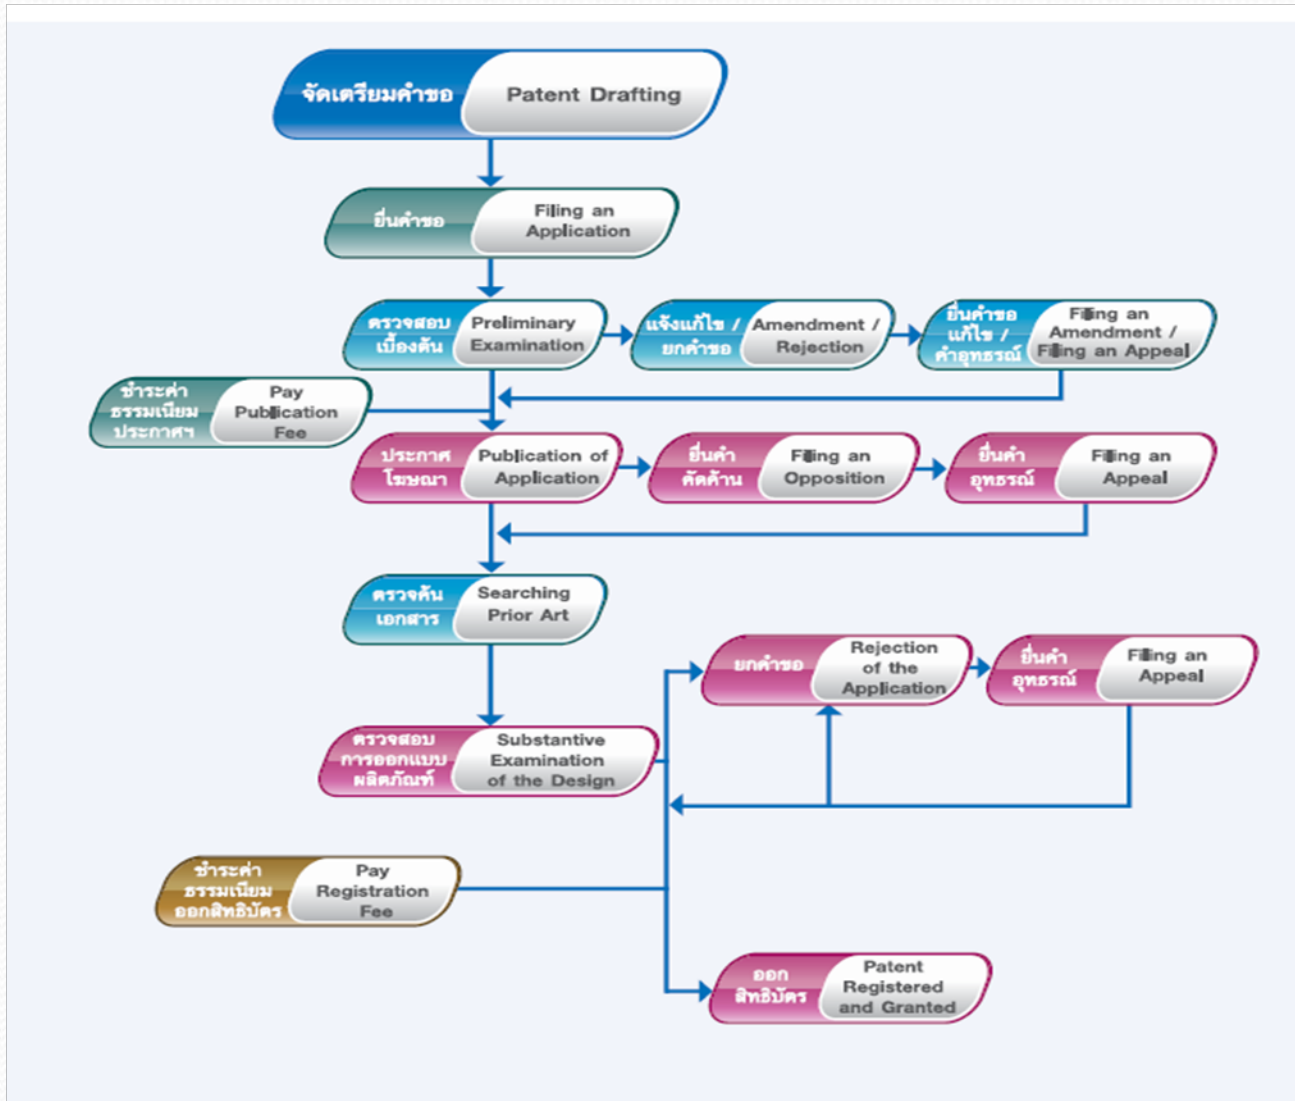 จัดเตรียมคำขอ
Patent Drafting
ยื่นคำขอ
Filing an
Application
ตรวจสอบ
เบื้องต้น
Preliminary
Examination
แจ้งแก้ไข /
ยกคำขอ
Amendment /
Rejection
ยื่นคำขอ
แก้ไข /
คำอุทธรณ์
Filing an
Amendment /
Filing an Appeal
ชำระค่า
ธรรมเนียม
ประกาศฯ
Pay
Publication
Fee
ประกาศ
โฆษณา
Publication of
Application
ยื่นคำ
คัดค้าน
Filing an
Opposition
ยื่นคำ
อุทธรณ์
Filing an
Appeal
ตรวจค้น
เอกสาร
Searching
Prior Art
ยกคำขอ
Rejection
of the
Application
ยื่นคำ
อุทธรณ์
Filing an
Appeal
ตรวจสอบ
การออกแบบ
ผลิตภัณฑ์
Substantive
Examination
of the Design
ชำระค่า
ธรรมเนียม
ออกสิทธิบัตร
Pay
Registration
Fee
ออก
สิทธิบัตร
Patent
Registered
and Granted